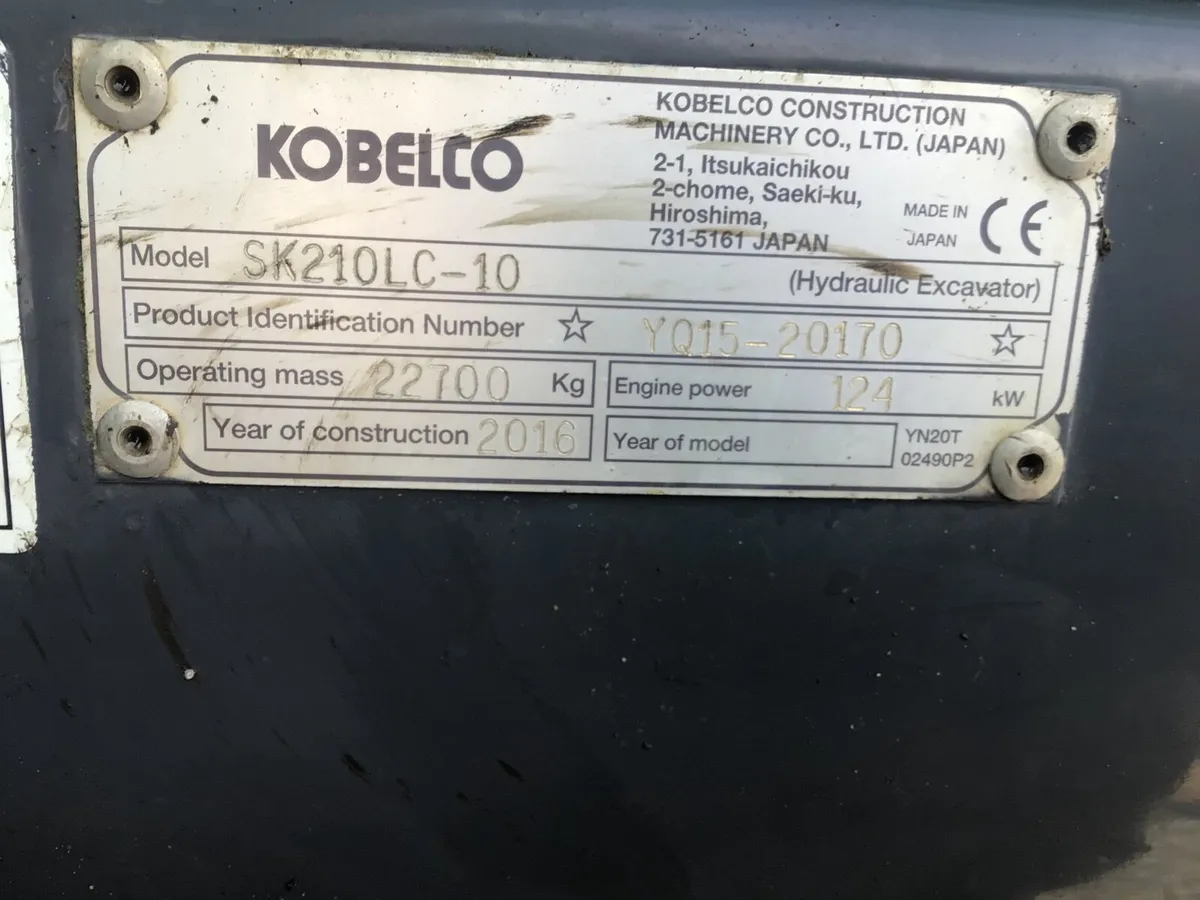 KOBELCO
KOBELCO CONSTRUCTION
MACHINERY CO., LTD. (JAPAN)
2-1, Itsukaichikou
2-chome, Saeki-ku,
Hiroshima,
731-5161 JAPAN
MADE IN
JAPAN
CE
Model SK210LC-10 (Hydraulic Excavator)
Product Identification Number ☆ YQ15-20170 ☆
Operating mass 22700 Kg
Engine power 124 kW
Year of construction 2016
Year of model
YN20T
02490P2